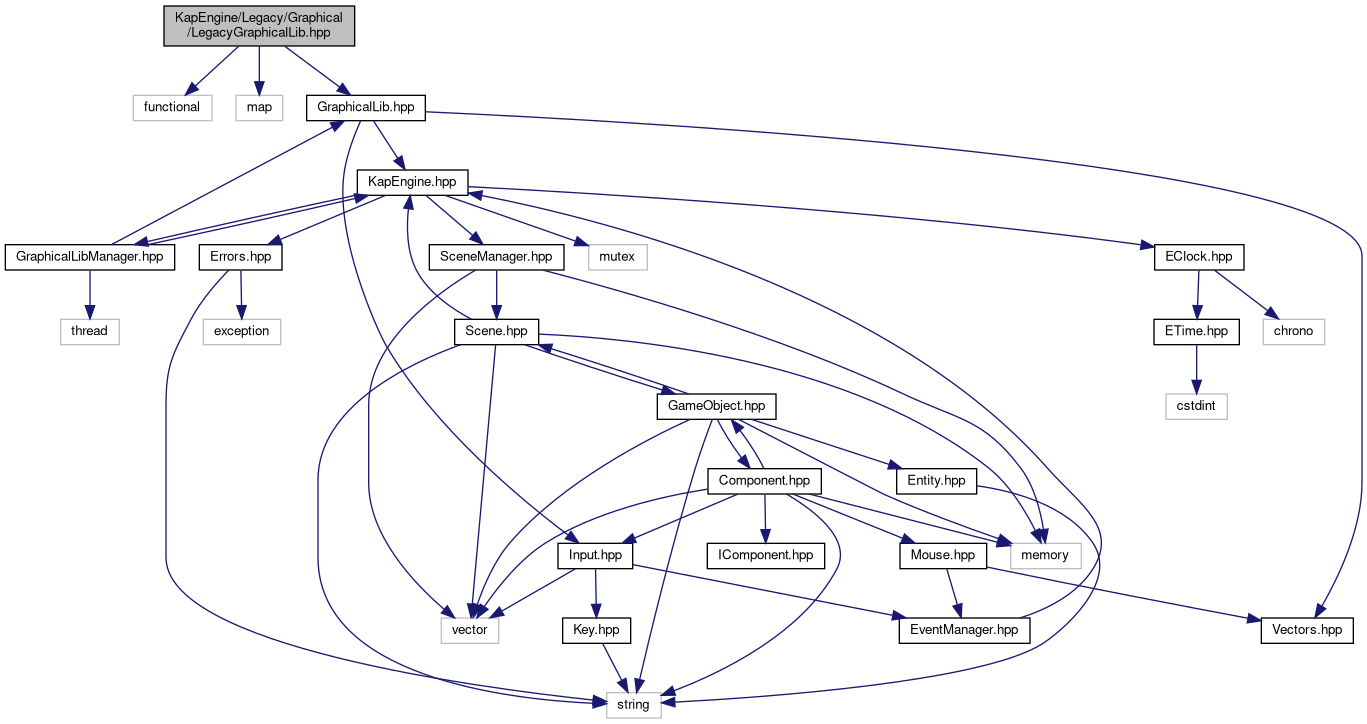 KapEngine/Legacy/Graphical
/LegacyGraphicalLib.hpp
functional
map
GraphicalLib.hpp
KapEngine.hpp
GraphicalLibManager.hpp
Errors.hpp
SceneManager.hpp
mutex
EClock.hpp
thread
exception
Scene.hpp
ETime.hpp
chrono
GameObject.hpp
cstdint
Component.hpp
Entity.hpp
Input.hpp
IComponent.hpp
Mouse.hpp
memory
vector
Key.hpp
EventManager.hpp
Vectors.hpp
string